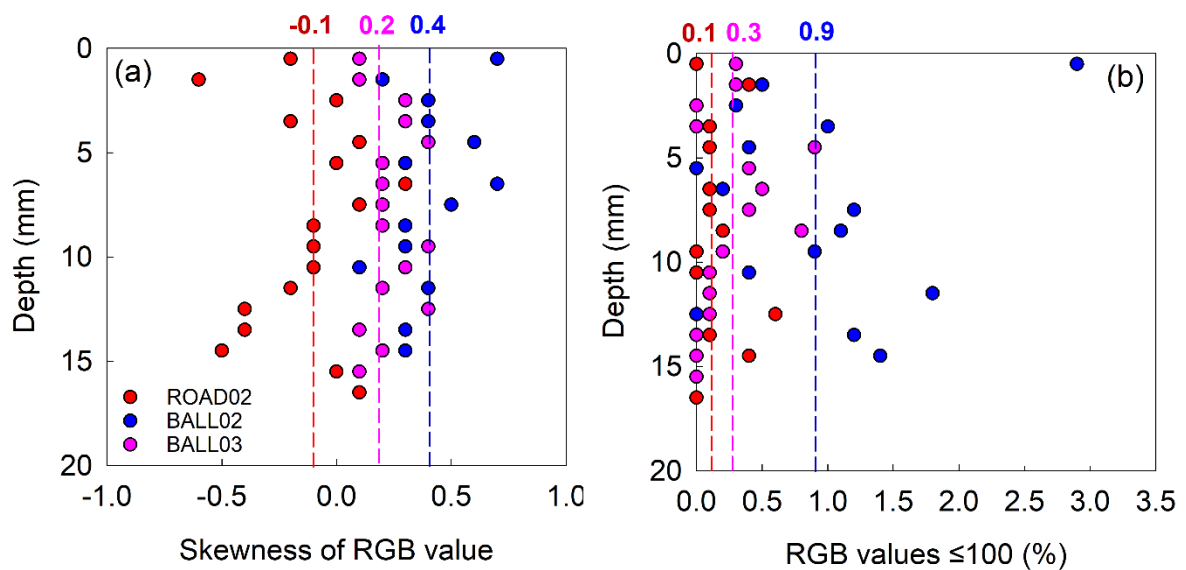 -0.1 0.2 0.4
0
5
10
15
20
Depth (mm)
(a)
ROAD02
BALL02
BALL03
-1.0 -0.5 0.0 0.5 1.0
Skewness of RGB value
0.1 0.3 0.9
0
5
10
15
20
Depth (mm)
(b)
0.0 0.5 1.0 1.5 2.0 2.5 3.0 3.5
RGB values ≤100 (%)